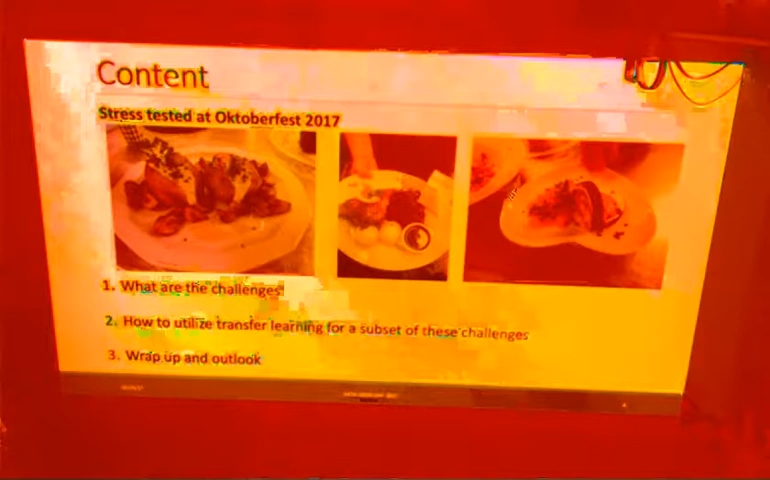 Content
Stress tested at Oktoberfest 2017
1. What are the challenges
2. How to utilize transfer learning for a subset of these challenges
3. Wrap up and outlook